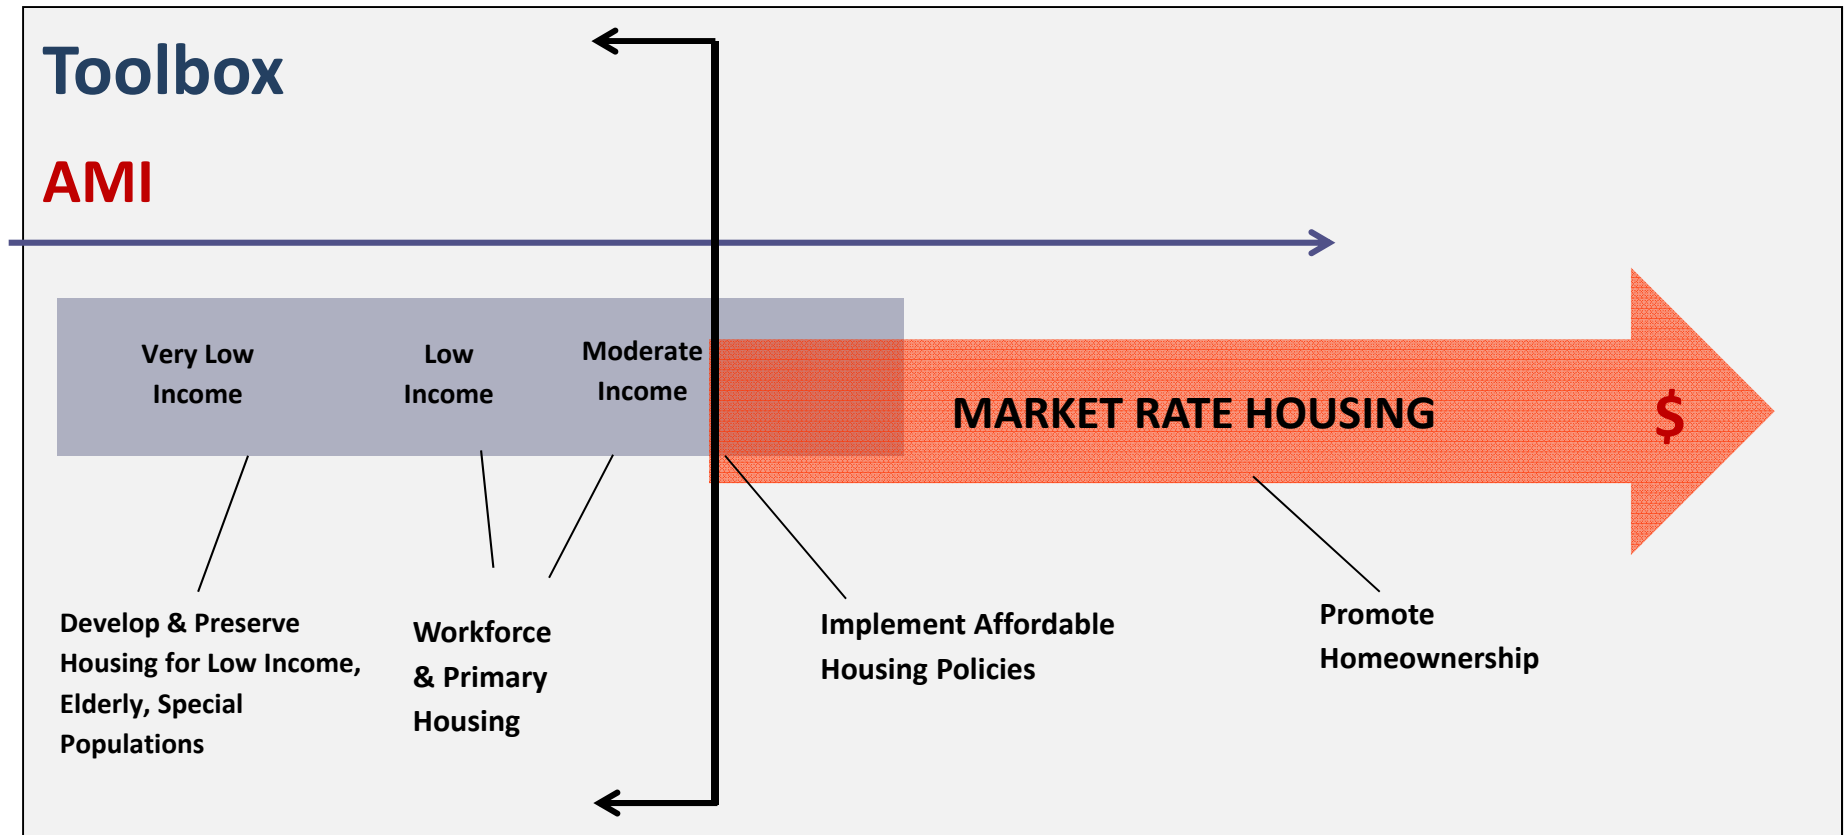 Toolbox
AMI
Very Low
Income
Low
Income
Moderate
Income
MARKET RATE HOUSING
$
Develop & Preserve
Housing for Low Income,
Elderly, Special
Populations
Workforce
& Primary
Housing
Implement Affordable
Housing Policies
Promote
Homeownership